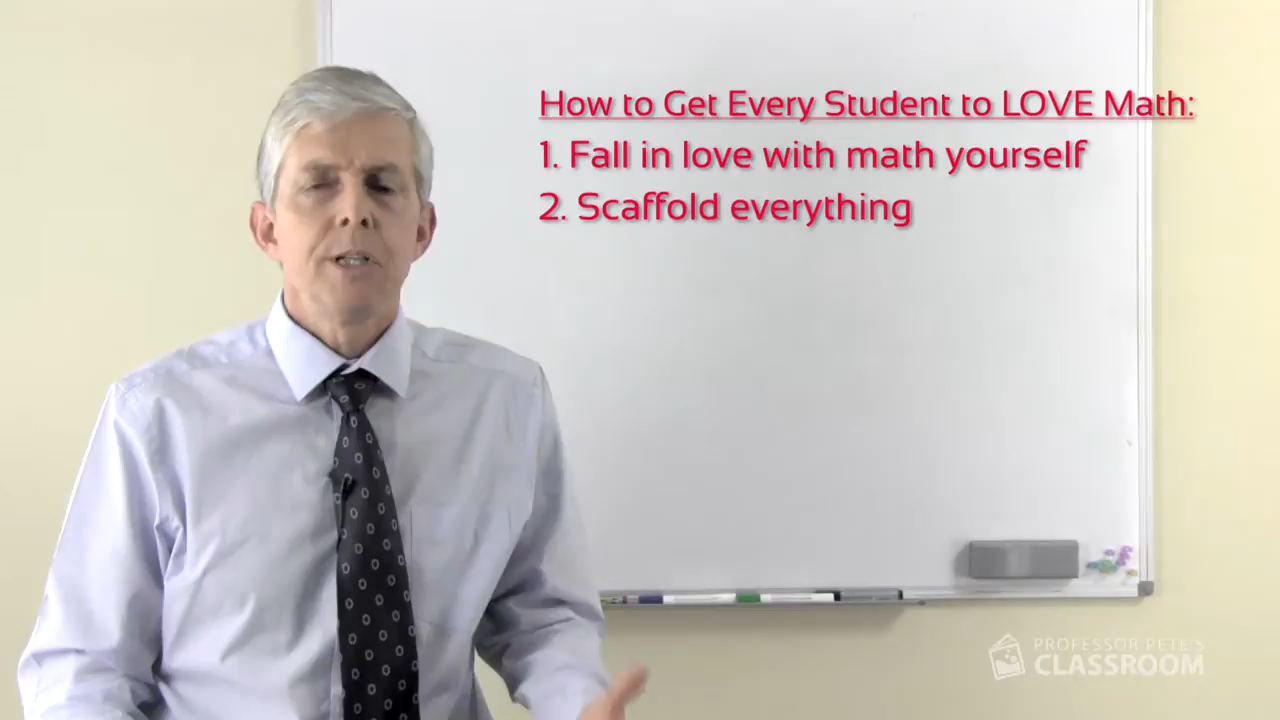 How to Get Every Student to LOVE Math:
1. Fall in love with math yourself
2. Scaffold everything
PROFESSOR PETE'S
CLASSROOM